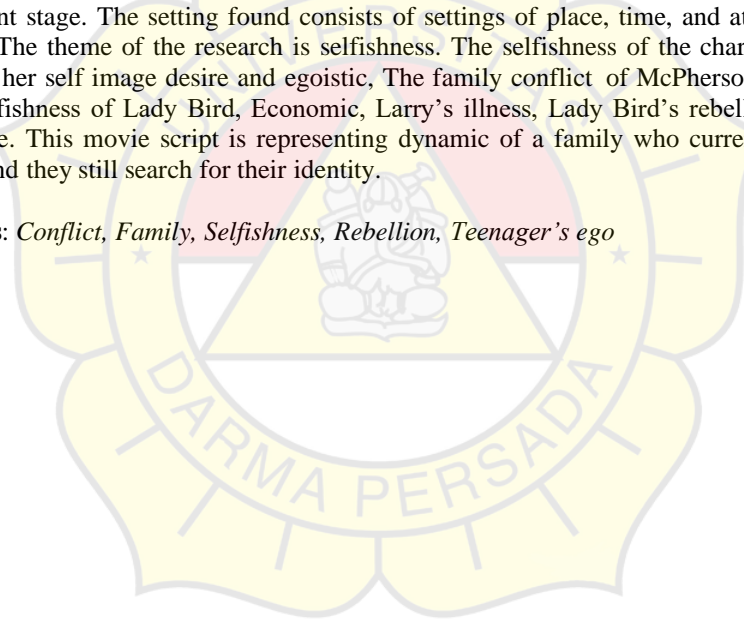 nt stage. The setting found consists of settings of place, time, and at
The theme of the research is selfishness. The selfishness of the char
her self image desire and egoistic, The family conflict of McPherso
fishness of Lady Bird, Economic, Larry’s illness, Lady Bird’s rebell
e. This movie script is representing dynamic of a family who curre
nd they still search for their identity.
s: Conflict, Family, Selfishness, Rebellion, Teenager’s ego
UNIVERSITAS
DARMA PERSADA